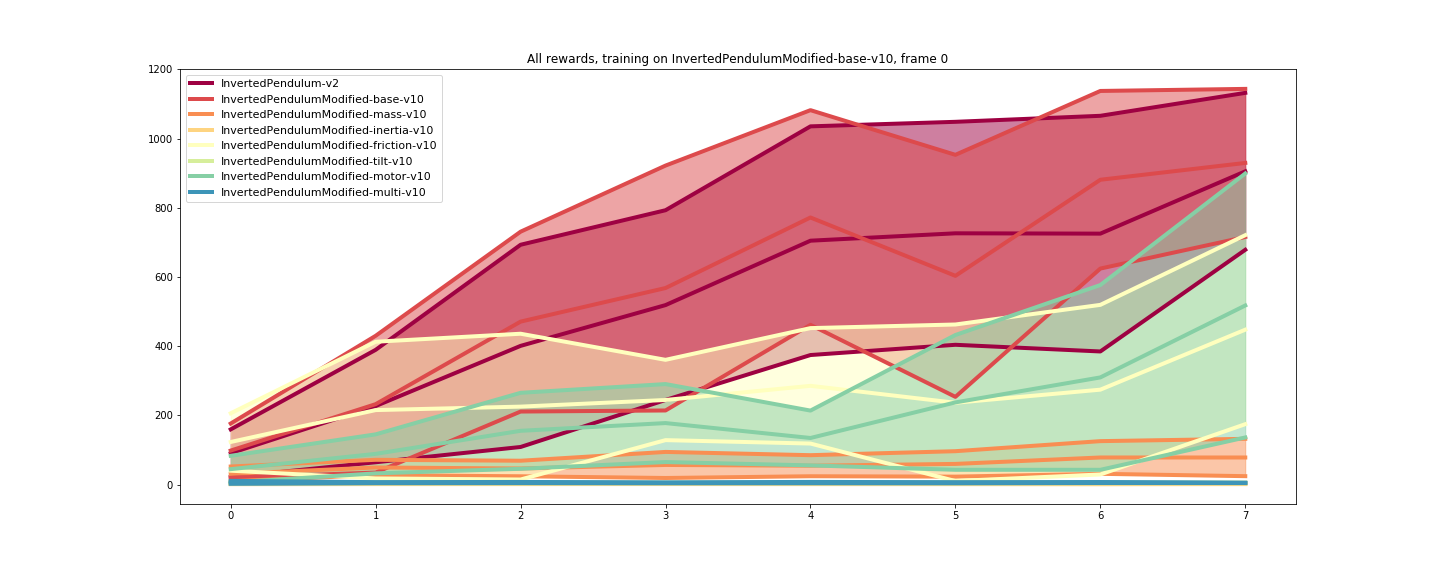 All rewards, training on InvertedPendulumModified-base-v10, frame 0
1200
1000
800
600
400
200
0
InvertedPendulum-v2
InvertedPendulumModified-base-v10
InvertedPendulumModified-mass-v10
InvertedPendulumModified-inertia-v10
InvertedPendulumModified-friction-v10
InvertedPendulumModified-tilt-v10
InvertedPendulumModified-motor-v10
InvertedPendulumModified-multi-v10
0 1 2 3 4 5 6 7